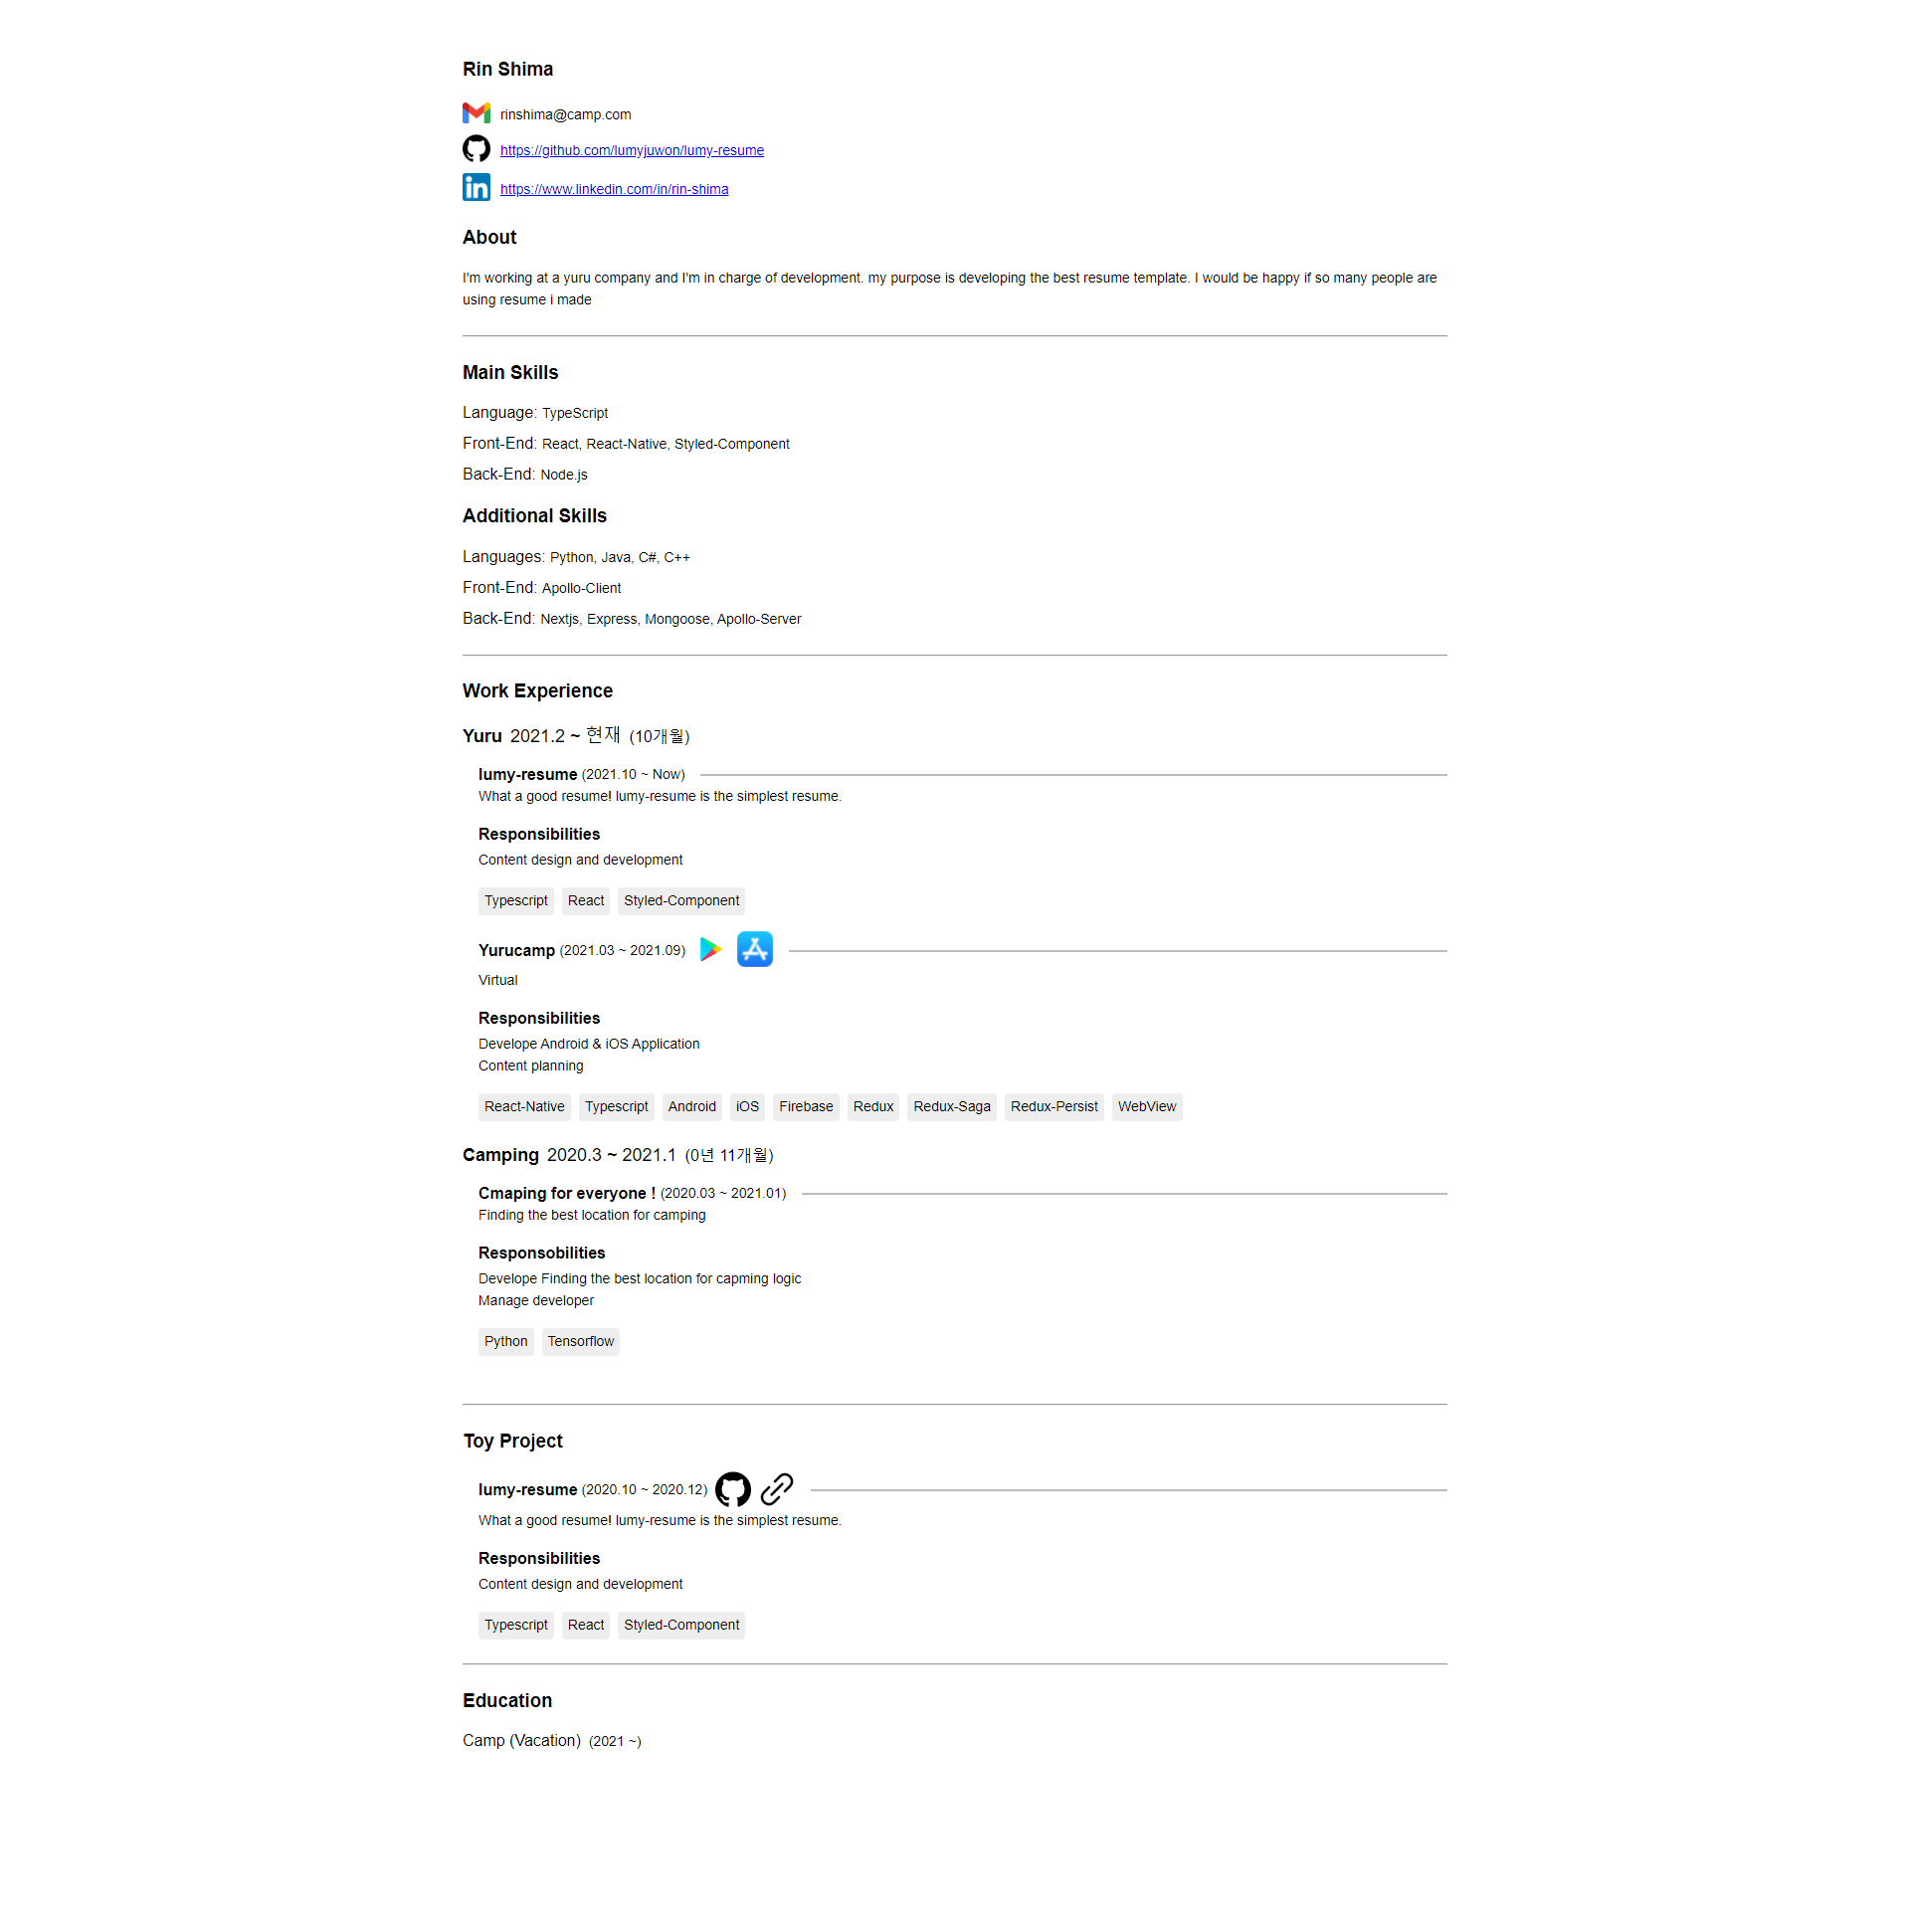 Rin Shima
rinshima@camp.com
https://github.com/lumyjuwon/lumy-resume
https://www.linkedin.com/in/rin-shima
About
I'm working at a yuru company and I'm in charge of development. my purpose is developing the best resume template. I would be happy if so many people are
using resume i made
Main Skills
Language: TypeScript
Front-End: React, React-Native, Styled-Component
Back-End: Node.js
Additional Skills
Languages: Python, Java, C#, C++
Front-End: Apollo-Client
Back-End: Nextjs, Express, Mongoose, Apollo-Server
Work Experience
Yuru 2021.2 ~ 현재 (10개월)
lumy-resume (2021.10 ~ Now)
What a good resume! lumy-resume is the simplest resume.
Responsibilities
Content design and development
Typescript React Styled-Component
Yurucamp (2021.03 ~ 2021.09)
Virtual
Responsibilities
Develope Android & iOS Application
Content planning
React-Native Typescript Android iOS Firebase Redux Redux-Saga Redux-Persist WebView
Camping 2020.3 ~ 2021.1 (0년 11개월)
Cmaping for everyone ! (2020.03 ~ 2021.01)
Finding the best location for camping
Responsobilities
Develope Finding the best location for capming logic
Manage developer
Python Tensorflow
Toy Project
lumy-resume (2020.10 ~ 2020.12)
What a good resume! lumy-resume is the simplest resume.
Responsibilities
Content design and development
Typescript React Styled-Component
Education
Camp (Vacation) (2021 ~)